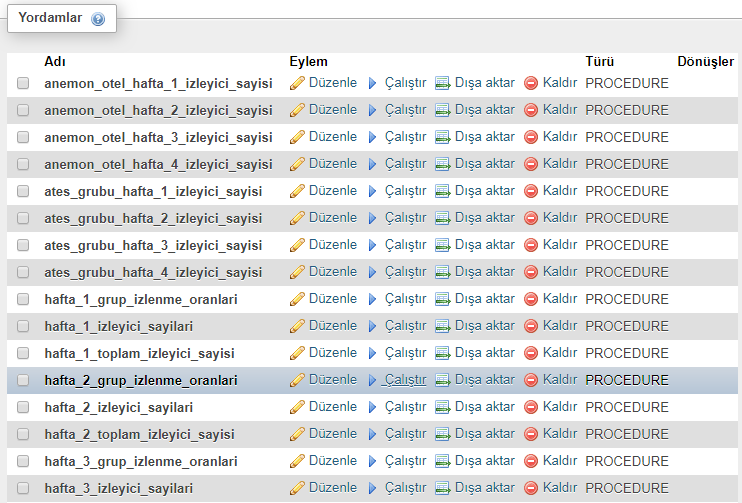 Yordamlar
Adı Eylem Türü Dönüşler
anemon_otel_hafta_1_izleyici_sayisi Düzenle Çalıştır Dışa aktar Kaldır PROCEDURE
anemon_otel_hafta_2_izleyici_sayisi Düzenle Çalıştır Dışa aktar Kaldır PROCEDURE
anemon_otel_hafta_3_izleyici_sayisi Düzenle Çalıştır Dışa aktar Kaldır PROCEDURE
anemon_otel_hafta_4_izleyici_sayisi Düzenle Çalıştır Dışa aktar Kaldır PROCEDURE
ates_grubu_hafta_1_izleyici_sayisi Düzenle Çalıştır Dışa aktar Kaldır PROCEDURE
ates_grubu_hafta_2_izleyici_sayisi Düzenle Çalıştır Dışa aktar Kaldır PROCEDURE
ates_grubu_hafta_3_izleyici_sayisi Düzenle Çalıştır Dışa aktar Kaldır PROCEDURE
ates_grubu_hafta_4_izleyici_sayisi Düzenle Çalıştır Dışa aktar Kaldır PROCEDURE
hafta_1_grup_izlenme_oranlari Düzenle Çalıştır Dışa aktar Kaldır PROCEDURE
hafta_1_izleyici_sayilari Düzenle Çalıştır Dışa aktar Kaldır PROCEDURE
hafta_1_toplam_izleyici_sayisi Düzenle Çalıştır Dışa aktar Kaldır PROCEDURE
hafta_2_grup_izlenme_oranlari Düzenle Çalıştır Dışa aktar Kaldır PROCEDURE
hafta_2_izleyici_sayilari Düzenle Çalıştır Dışa aktar Kaldır PROCEDURE
hafta_2_toplam_izleyici_sayisi Düzenle Çalıştır Dışa aktar Kaldır PROCEDURE
hafta_3_grup_izlenme_oranlari Düzenle Çalıştır Dışa aktar Kaldır PROCEDURE
hafta_3_izleyici_sayilari Düzenle Çalıştır Dışa aktar Kaldır PROCEDURE